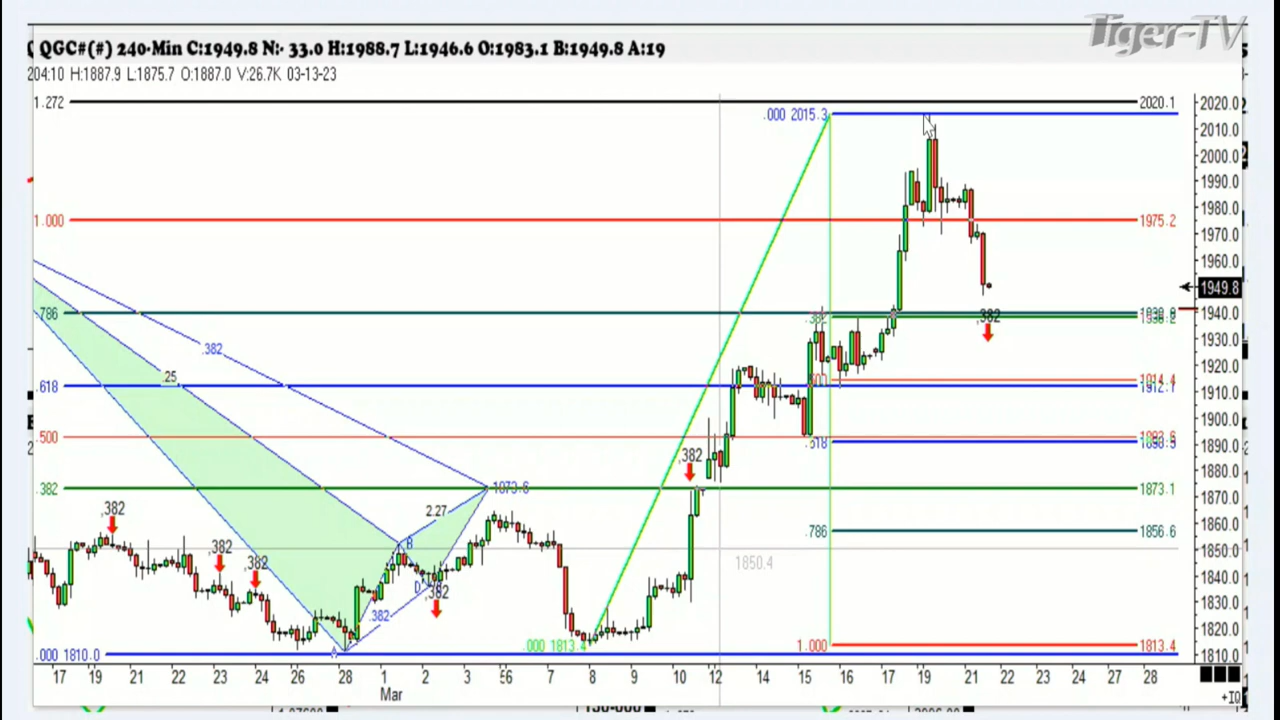 Tiger-TV
QGC#(#) 240-Min C:1949.8 N:- 33.0 H:1988.7 L:1946.6 O:1983.1 B:1949.8 A:19
204:10 H:1887.9 L:1875.7 O:1887.0 V:26.7K 03-13-23
1.272 2020.1 2020.0
.000 2015.3 2010.0
2000.0
1990.0
1980.0
1.000 1975.2
1970.0
1960.0
1949.8
.786 .382 .382 1940.0
.382 1930.0
.25 1920.0
.618 1912.1 1910.0
1900.0
.500 .618 1890.0
,382 1880.0
.382 1873.6 1873.1 1870.0
,382 2.27 1860.0
.786 1856.6
B 1850.0
,382 ,382 1850.4 1840.0
D ,382 1830.0
.382 1820.0
.000 1813.4 1.000 1813.4
.000 1810.0 A 1810.0
17 19 21 22 23 24 26 28 1 2 3 56 7 8 9 10 12 14 15 16 17 19 21 22 23 24 26 28
Mar
+IQ